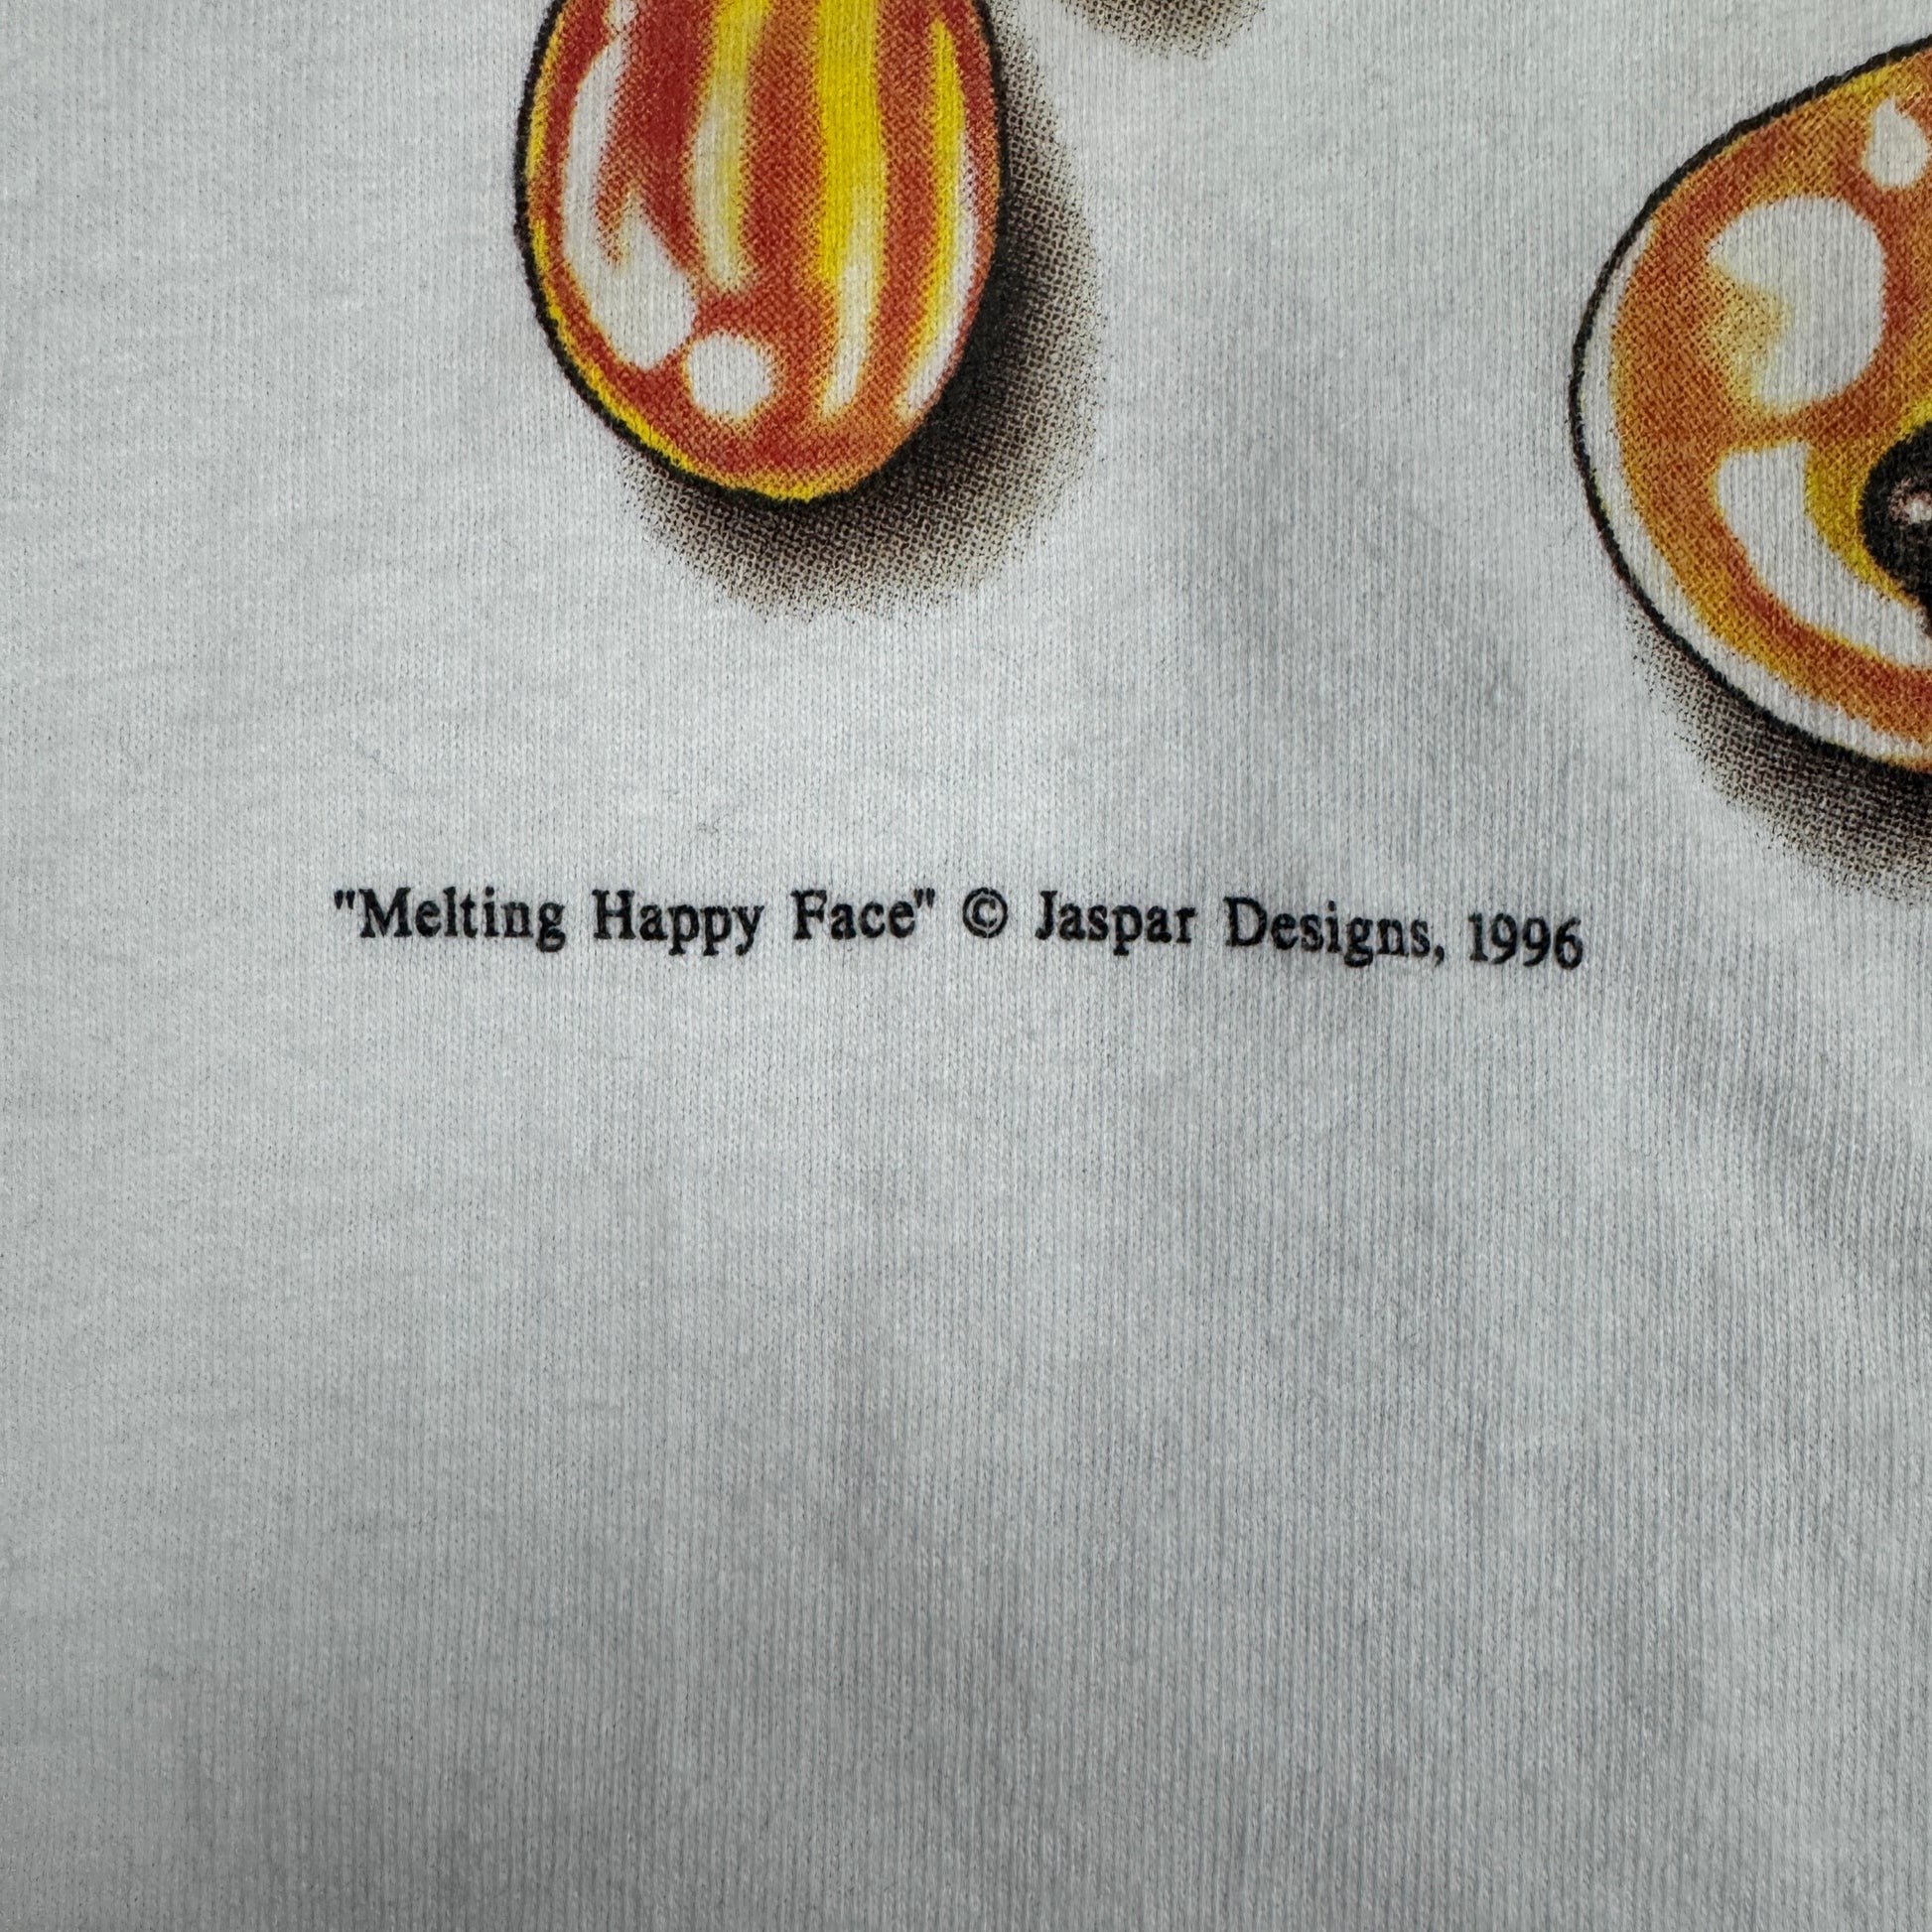 "Melting Happy Face" © Jaspar Designs, 1996